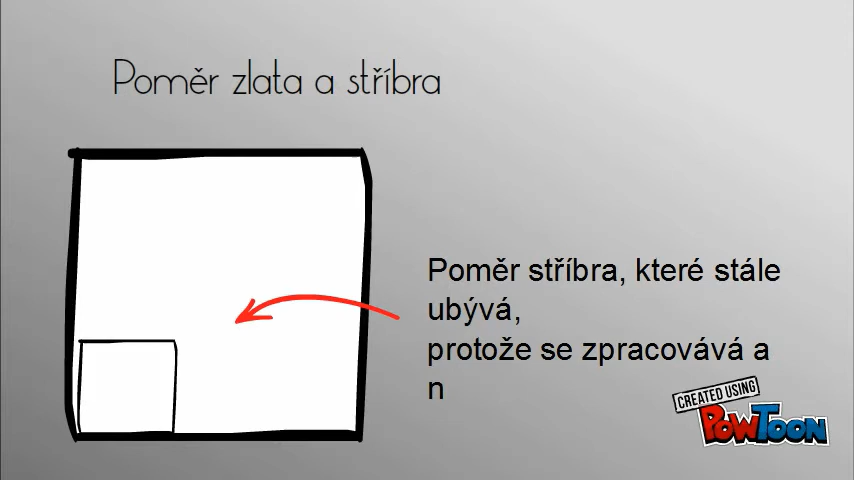 Poměr zlata a stříbra
Poměr stříbra, které stále
ubývá,
protože se zpracovává a
n
CREATED USING
POWTOON